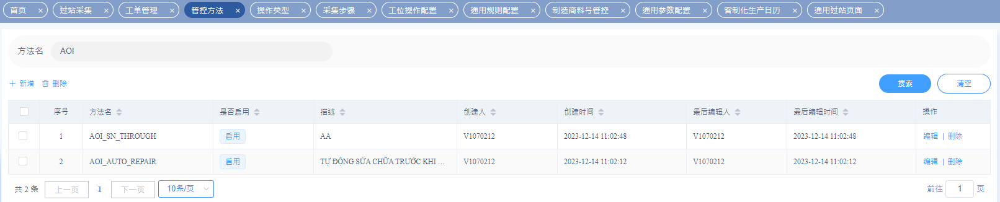 首页 × 过站采集 × 工单管理 × 管控方法 × 操作类型 × 采集步骤 × 工位操作配置 × 通用规则配置 × 制造商料号管控 × 通用参数配置 × 客制化生产日历 × 通用过站页面 ×
方法名 AOI
+ 新增 删除 搜索 清空
序号 方法名 是否启用 描述 创建人 创建时间 最后编辑人 最后编辑时间 操作
1 AOI_SN_THROUGH 启用 AA V1070212 2023-12-14 11:02:48 V1070212 2023-12-14 11:02:48 编辑 | 删除
2 AOI_AUTO_REPAIR 启用 TỰ ĐỘNG SỬA CHỮA TRƯỚC KHI ... V1070212 2023-12-14 11:02:12 V1070212 2023-12-14 11:02:12 编辑 | 删除
共 2 条 上一页 1 下一页 10条/页 前往 1 页